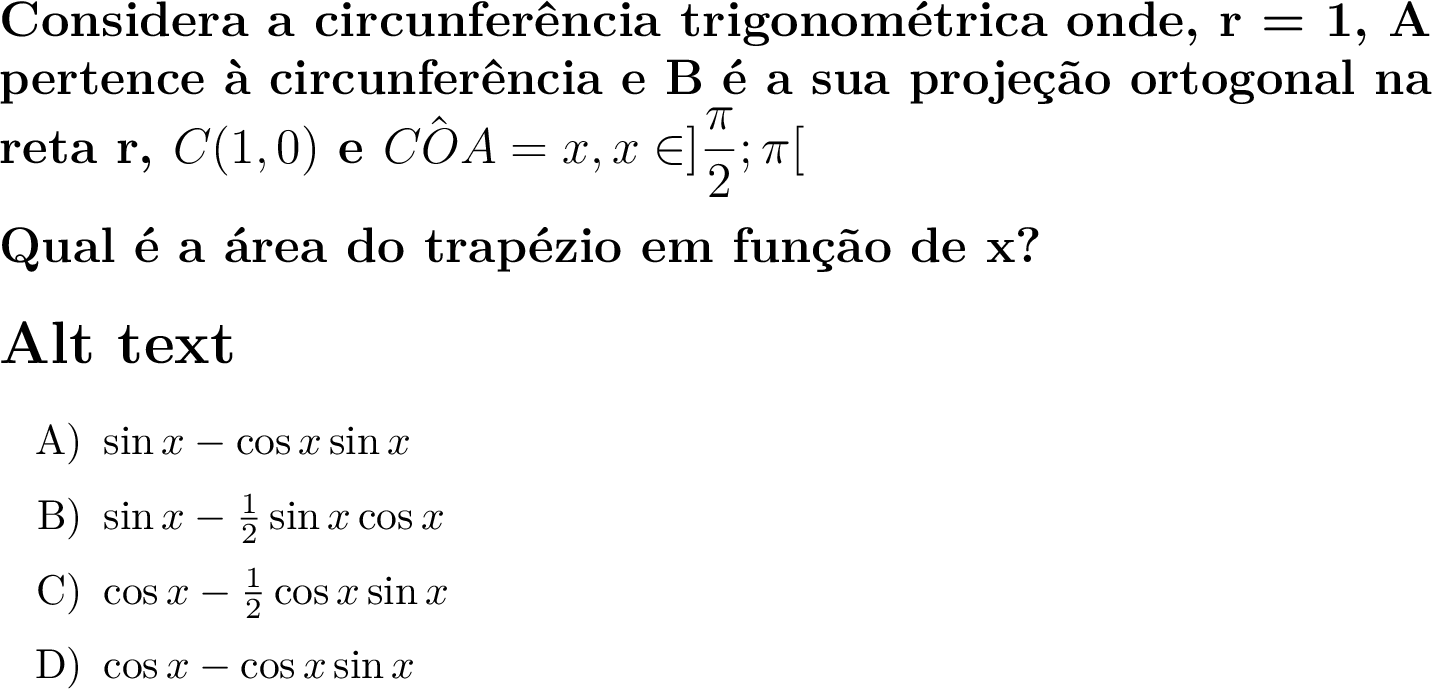 Considera a circunferência trigonométrica onde, r = 1, A
pertence à circunferência e B é a sua projeção ortogonal na
reta r, $C(1,0)$ e $C\hat{O}A = x, x \in ]\frac{\pi}{2}; \pi[$
Qual é a área do trapézio em função de x?
Alt text
A) $\sin x - \cos x \sin x$
B) $\sin x - \frac{1}{2} \sin x \cos x$
C) $\cos x - \frac{1}{2} \cos x \sin x$
D) $\cos x - \cos x \sin x$